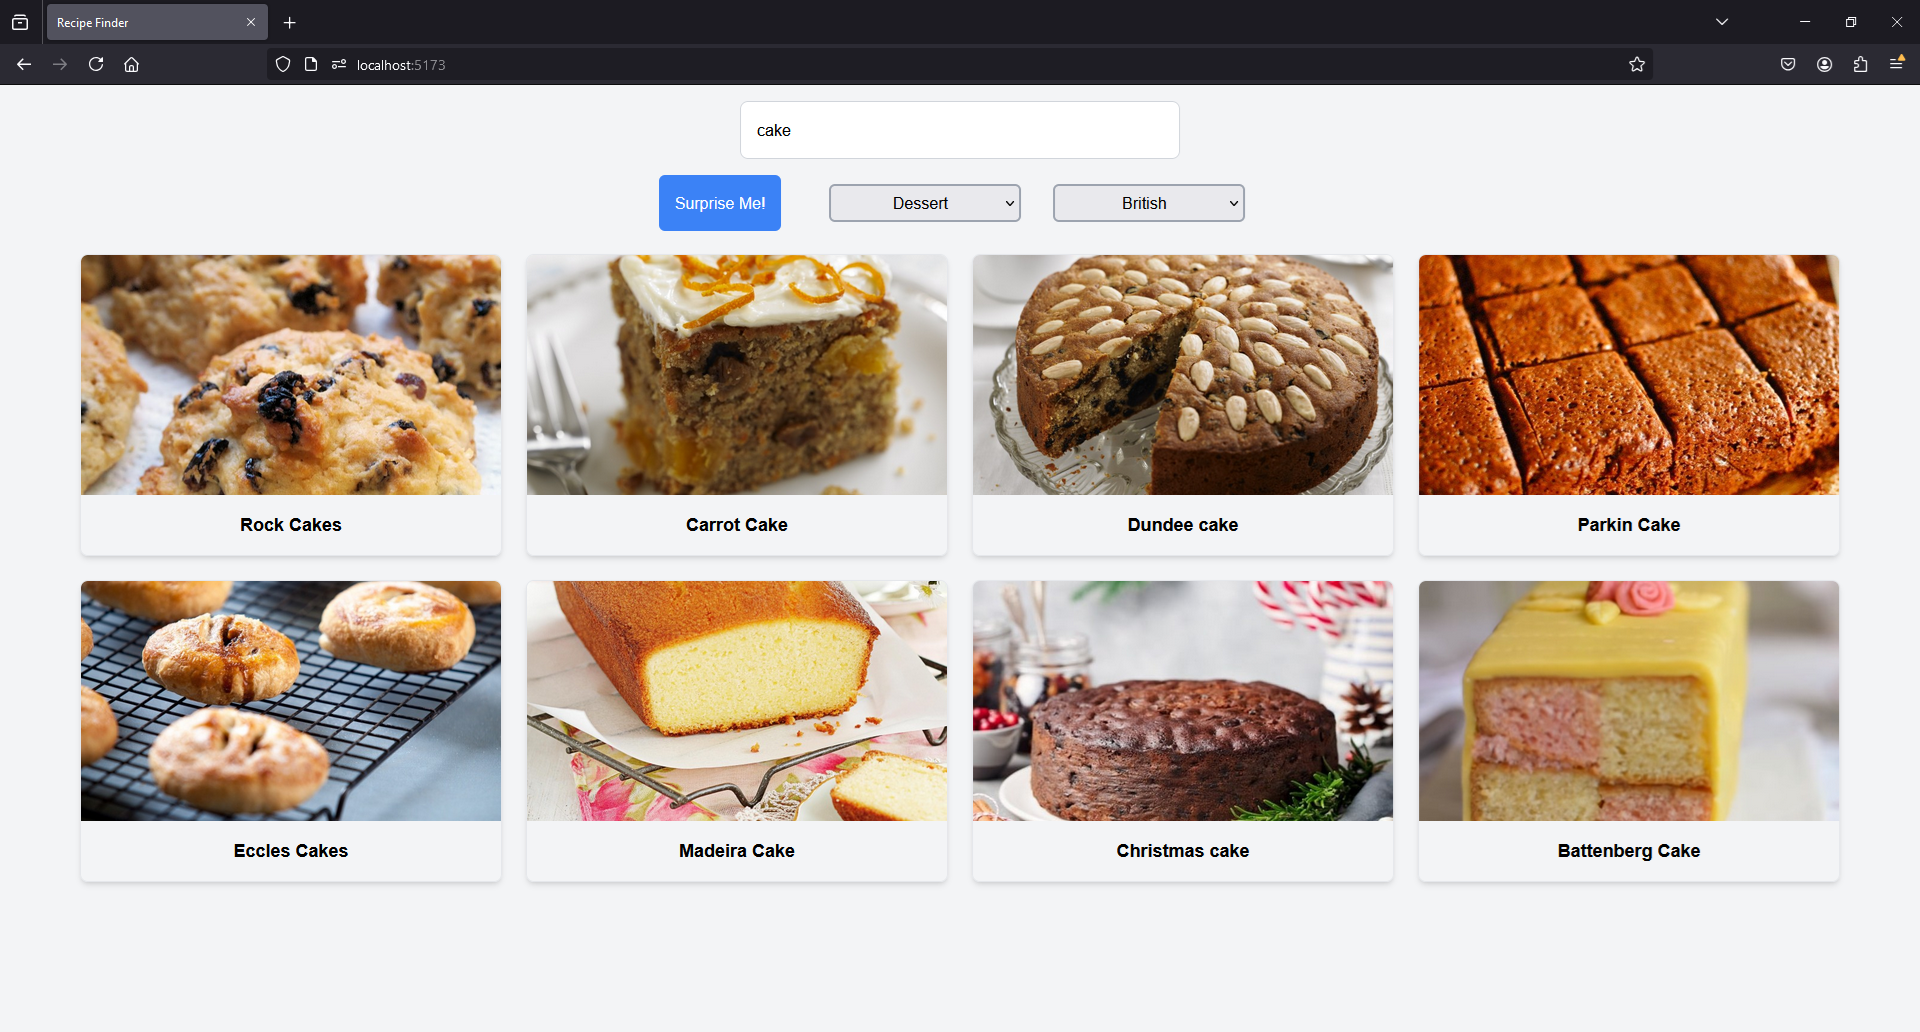 Recipe Finder
localhost:5173
cake
Surprise Me!
Dessert
British
Rock Cakes
Carrot Cake
Dundee cake
Parkin Cake
Eccles Cakes
Madeira Cake
Christmas cake
Battenberg Cake